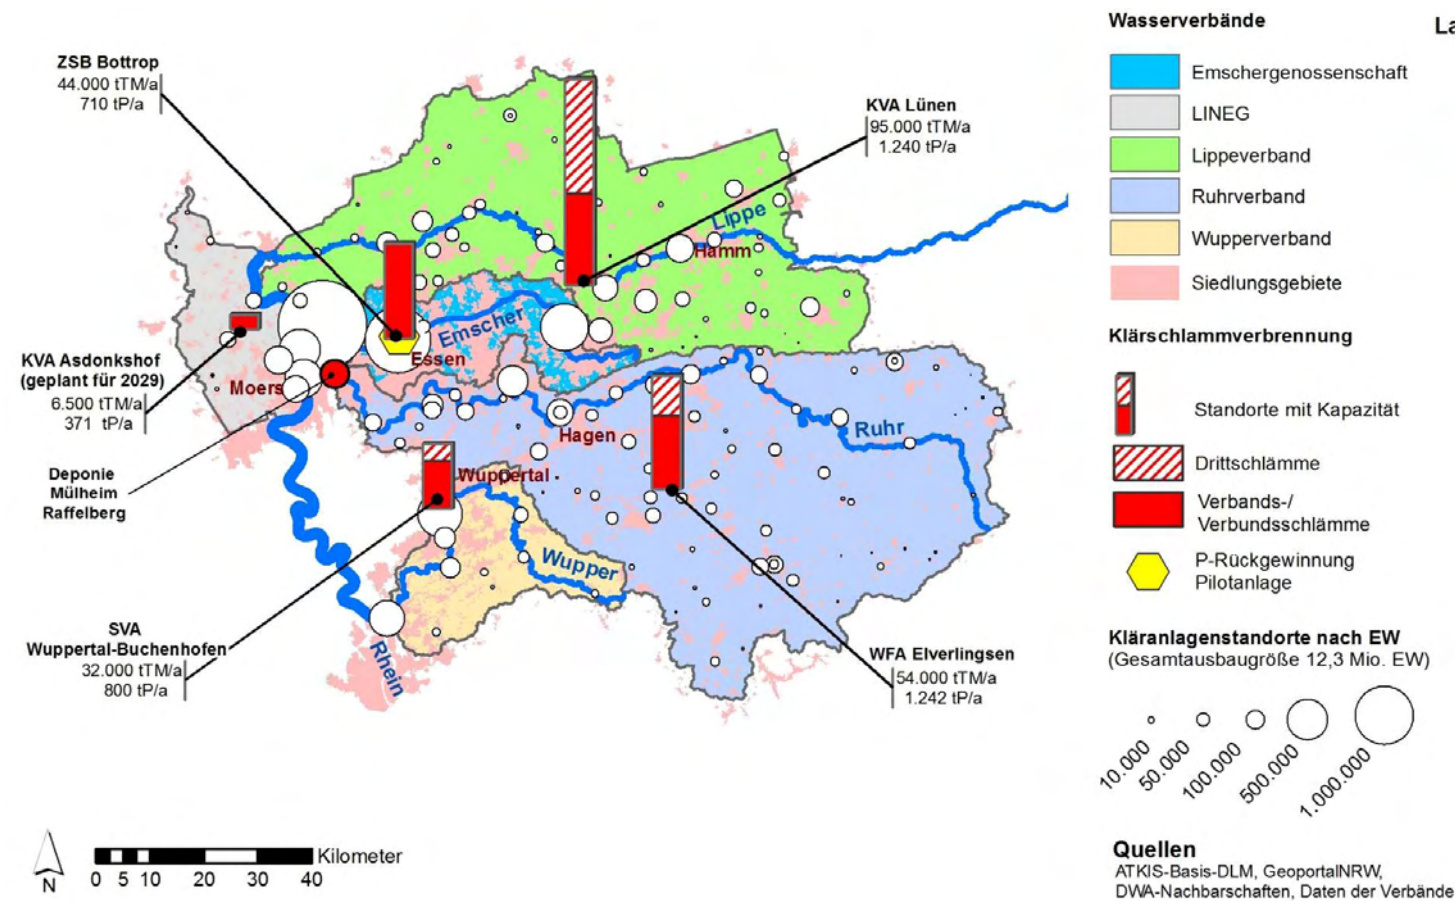 ZSB Bottrop
44.000 tTM/a
710 tP/a
KVA Lünen
95.000 tTM/a
1.240 tP/a
Lippe
Hamm
Emscher
Essen
KVA Asdonkshof
(geplant für 2029)
6.500 tTM/a
371 tP/a
Moers
Ruhr
Hagen
Deponie
Mülheim
Raffelberg
Wuppertal
Wupper
SVA
Wuppertal-Buchenhofen
32.000 tTM/a
800 tP/a
Rhein
WFA Elverlingsen
54.000 tTM/a
1.242 tP/a
N
0 5 10 20 30 40
Kilometer
Wasserverbände
La
Emschergenossenschaft
LINEG
Lippeverband
Ruhrverband
Wupperverband
Siedlungsgebiete
Klärschlammverbrennung
Standorte mit Kapazität
Drittschlämme
Verbands-/
Verbundsschlämme
P-Rückgewinnung
Pilotanlage
Kläranlagenstandorte nach EW
(Gesamtausbaugröße 12,3 Mio. EW)
10.000
50.000
100.000
500.000
1.000.000
Quellen
ATKIS-Basis-DLM, GeoportalNRW,
DWA-Nachbarschaften, Daten der Verbände